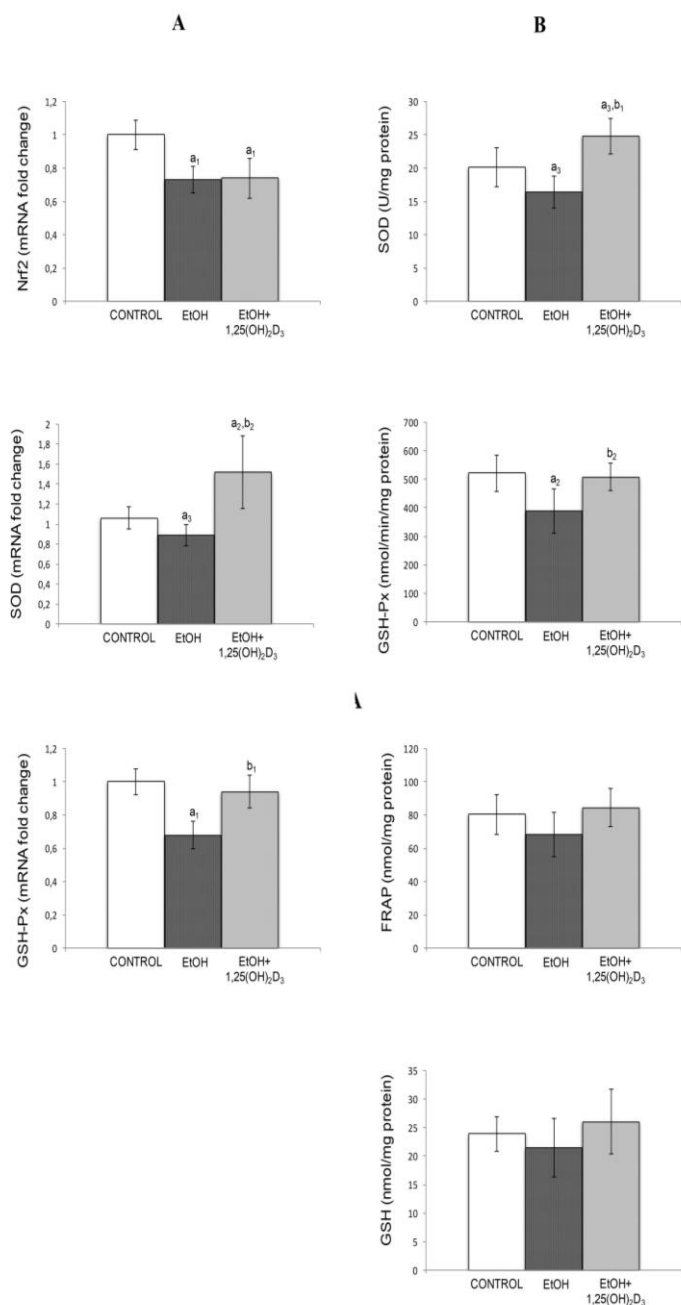 A
B
Nrf2 (mRNA fold change)
1,2
1
0,8
0,6
0,4
0,2
0
a₁
a₁
CONTROL
EtOH
EtOH+
1,25(OH)₂D₃
SOD (U/mg protein)
30
25
20
15
10
5
0
a₃
a₃,b₁
CONTROL
EtOH
EtOH+
1,25(OH)₂D₃
SOD (mRNA fold change)
2
1,8
1,6
1,4
1,2
1
0,8
0,6
0,4
0,2
0
a₃
a₂,b₂
CONTROL
EtOH
EtOH+
1,25(OH)₂D₃
GSH-Px (nmol/min/mg protein)
700
600
500
400
300
200
100
0
a₂
b₂
CONTROL
EtOH
EtOH+
1,25(OH)₂D₃
A
GSH-Px (mRNA fold change)
1,2
1
0,8
0,6
0,4
0,2
0
a₁
b₁
CONTROL
EtOH
EtOH+
1,25(OH)₂D₃
FRAP (nmol/mg protein)
120
100
80
60
40
20
0
CONTROL
EtOH
EtOH+
1,25(OH)₂D₃
GSH (nmol/mg protein)
35
30
25
20
15
10
5
0
CONTROL
EtOH
EtOH+
1,25(OH)₂D₃